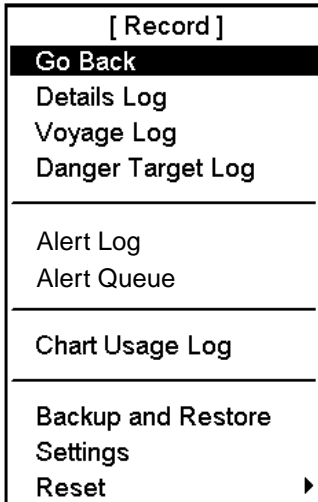 [ Record ]
Go Back
Details Log
Voyage Log
Danger Target Log
Alert Log
Alert Queue
Chart Usage Log
Backup and Restore
Settings
Reset